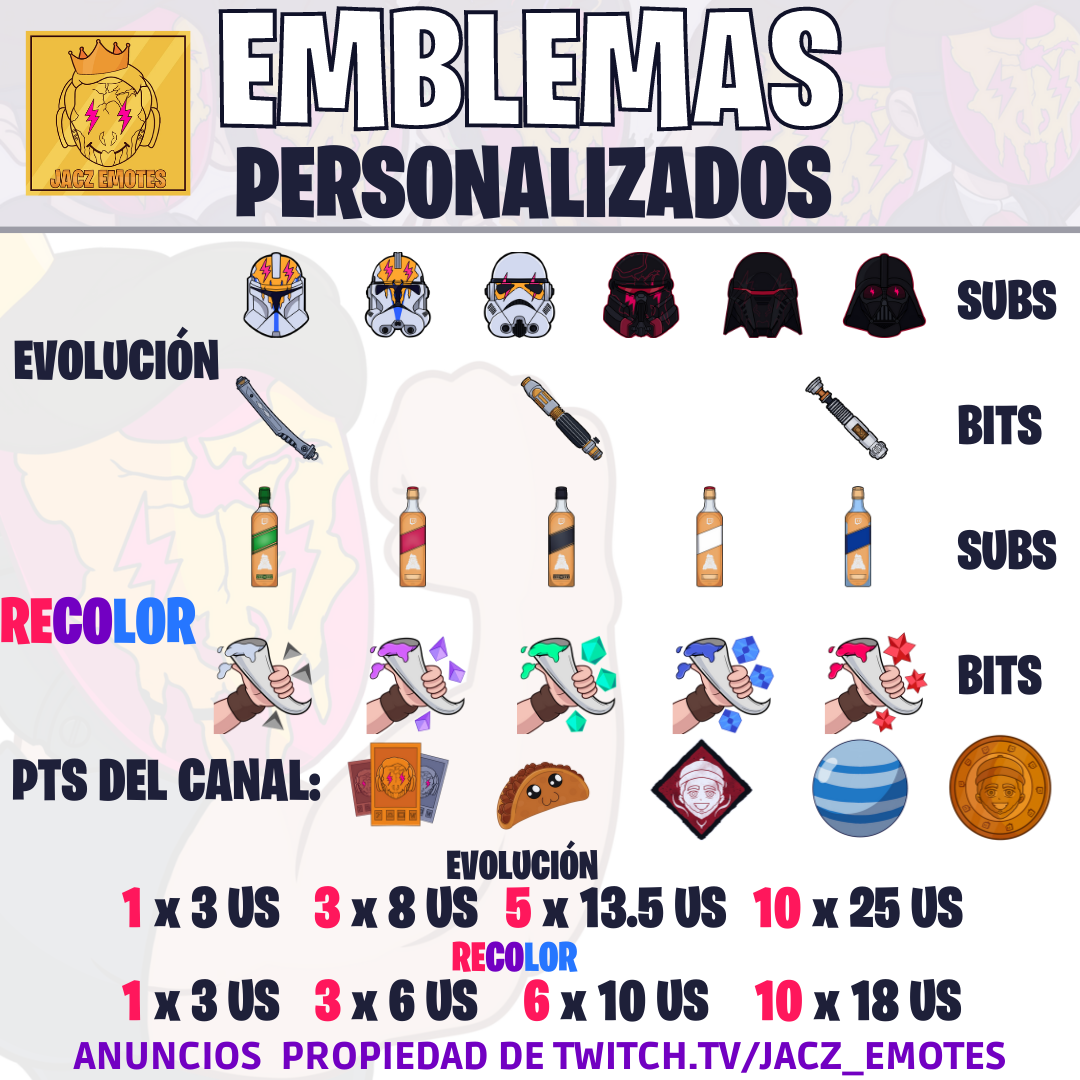 JACZ EMOTES
EMBLEMAS
PERSONALIZADOS
SUBS
EVOLUCIÓN
BITS
SUBS
RECOLOR
BITS
PTS DEL CANAL:
EVOLUCIÓN
1 x 3 US 3 x 8 US 5 x 13.5 US 10 x 25 US
RECOLOR
1 x 3 US 3 x 6 US 6 x 10 US 10 x 18 US
ANUNCIOS PROPIEDAD DE TWITCH.TV/JACZ_EMOTES